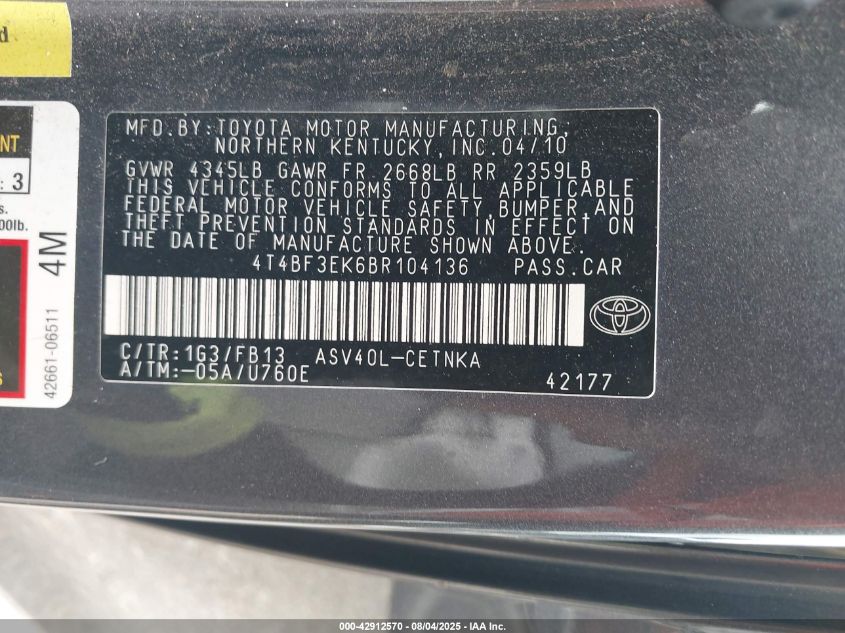 d
NT
: 3
s.
00lb.
s
4M
42661-06511
MFD.BY:TOYOTA MOTOR MANUFACTURING,
NORTHERN KENTUCKY,INC.04/10
GVWR 4345LB GAWR FR 2668LB RR 2359LB
THIS VEHICLE CONFORMS TO ALL APPLICABLE
FEDERAL MOTOR VEHICLE SAFETY,BUMPER,AND
THEFT PREVENTION STANDARDS IN EFFECT ON
THE DATE OF MANUFACTURE SHOWN ABOVE.
4T4BF3EK6BR104136 PASS.CAR
C/TR:1G3/FB13 ASV40L-CETNKA
A/TM:-05A/U760E 42177
000-42912570 - 08/04/2025 - IAA Inc.